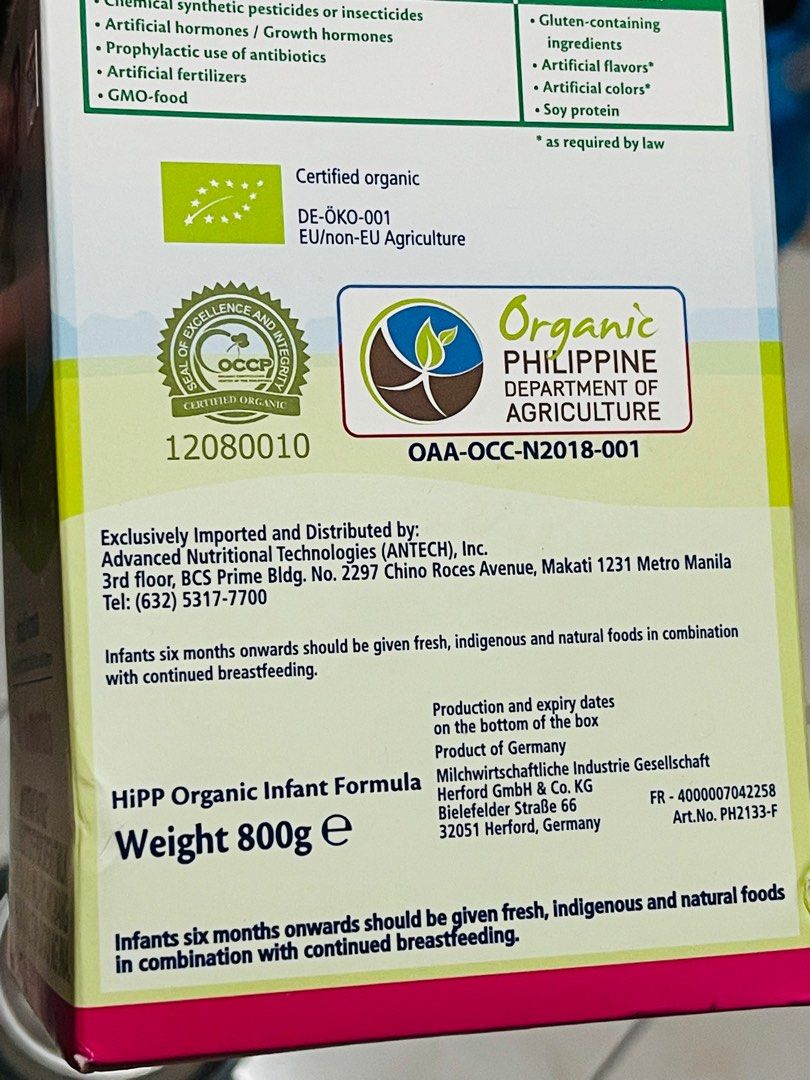 Chemical synthetic pesticides or insecticides
• Artificial hormones / Growth hormones
• Prophylactic use of antibiotics
• Artificial fertilizers
• GMO-food
• Gluten-containing
ingredients
• Artificial flavors*
• Artificial colors*
• Soy protein
* as required by law
Certified organic
DE-ÖKO-001
EU/non-EU Agriculture
SEAL OF EXCELLENCE AND INTEGRITY
OCCP
CERTIFIED ORGANIC
12080010
Organic
PHILIPPINE
DEPARTMENT OF
AGRICULTURE
OAA-OCC-N2018-001
Exclusively Imported and Distributed by:
Advanced Nutritional Technologies (ANTECH), Inc.
3rd floor, BCS Prime Bldg. No. 2297 Chino Roces Avenue, Makati 1231 Metro Manila
Tel: (632) 5317-7700
Infants six months onwards should be given fresh, indigenous and natural foods in combination
with continued breastfeeding.
Production and expiry dates
on the bottom of the box
Product of Germany
Milchwirtschaftliche Industrie Gesellschaft
Herford GmbH & Co. KG
Bielefelder Straße 66
32051 Herford, Germany
FR - 4000007042258
Art.No. PH2133-F
HiPP Organic Infant Formula
Weight 800g ℮
Infants six months onwards should be given fresh, indigenous and natural foods
in combination with continued breastfeeding.